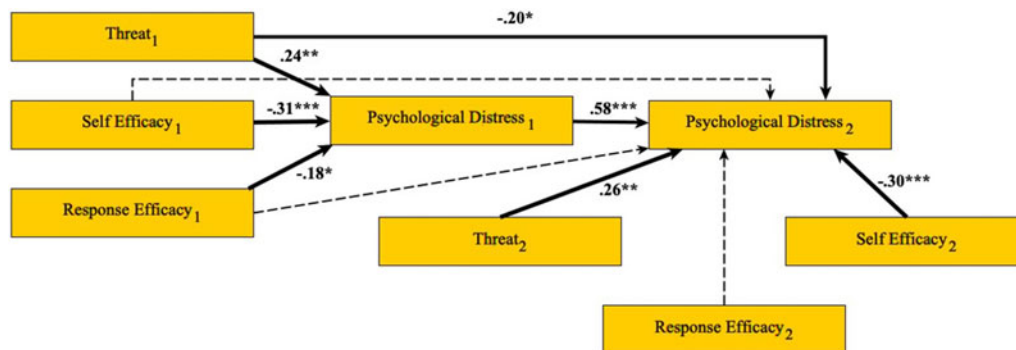 -.20*
Threat1
.24**
Self Efficacy1
-.31***
Psychological Distress1
.58***
Psychological Distress2
-.18*
Response Efficacy1
.26**
-.30***
Threat2
Self Efficacy2
Response Efficacy2